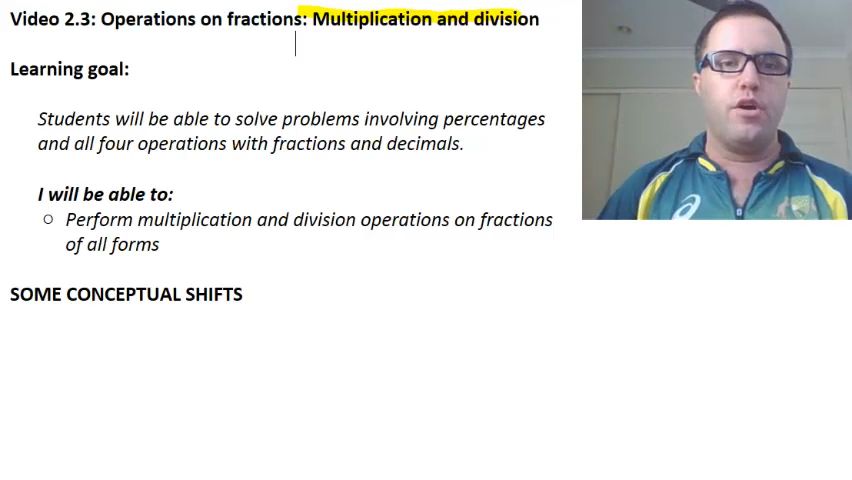 Video 2.3: Operations on fractions: Multiplication and division
Learning goal:
Students will be able to solve problems involving percentages
and all four operations with fractions and decimals.
I will be able to:
○ Perform multiplication and division operations on fractions
of all forms
SOME CONCEPTUAL SHIFTS